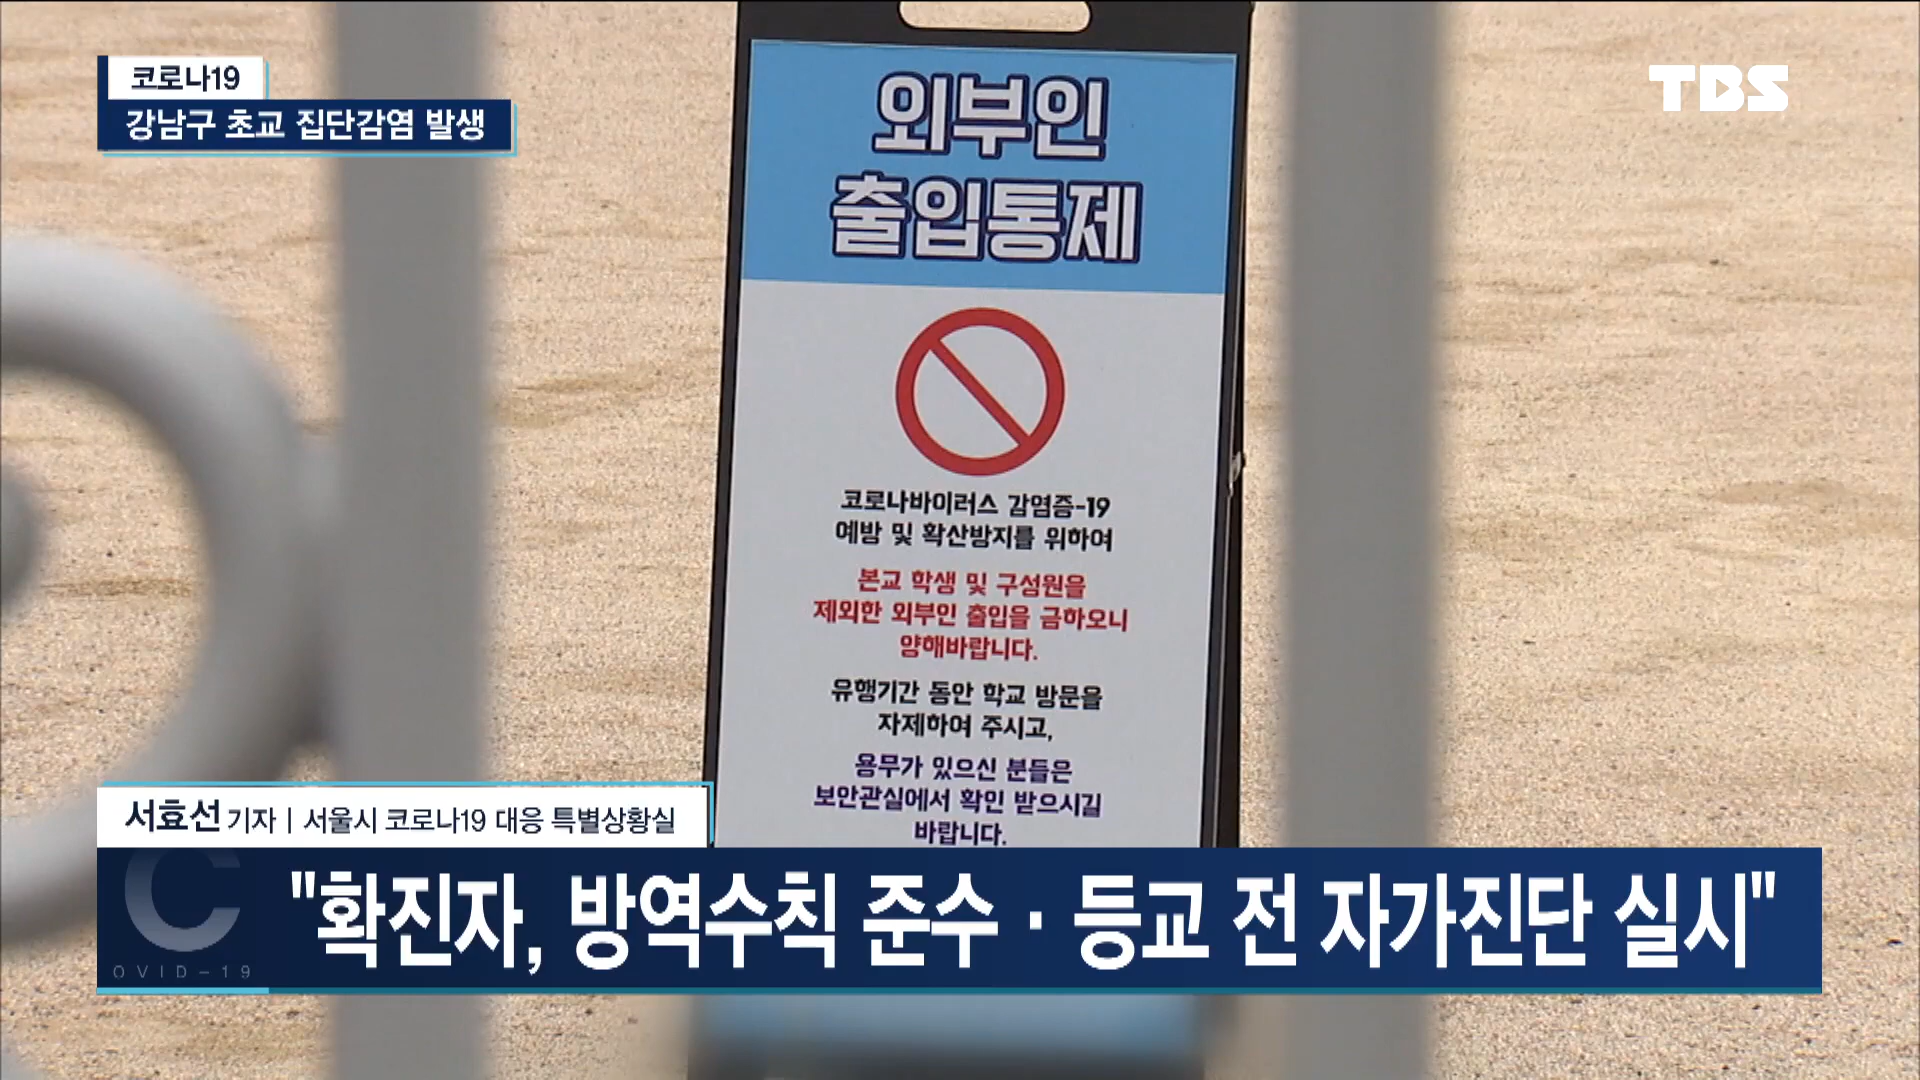 코로나19
강남구 초교 집단감염 발생
TBS
외부인
출입통제
코로나바이러스 감염증-19
예방 및 확산방지를 위하여
본교 학생 및 구성원을
제외한 외부인 출입을 금하오니
양해바랍니다.
유행기간 동안 학교 방문을
자제하여 주시고,
용무가 있으신 분들은
보안관실에서 확인 받으시길
바랍니다.
서효선 기자 | 서울시 코로나19 대응 특별상황실
"확진자, 방역수칙 준수·등교 전 자가진단 실시"
COVID-19